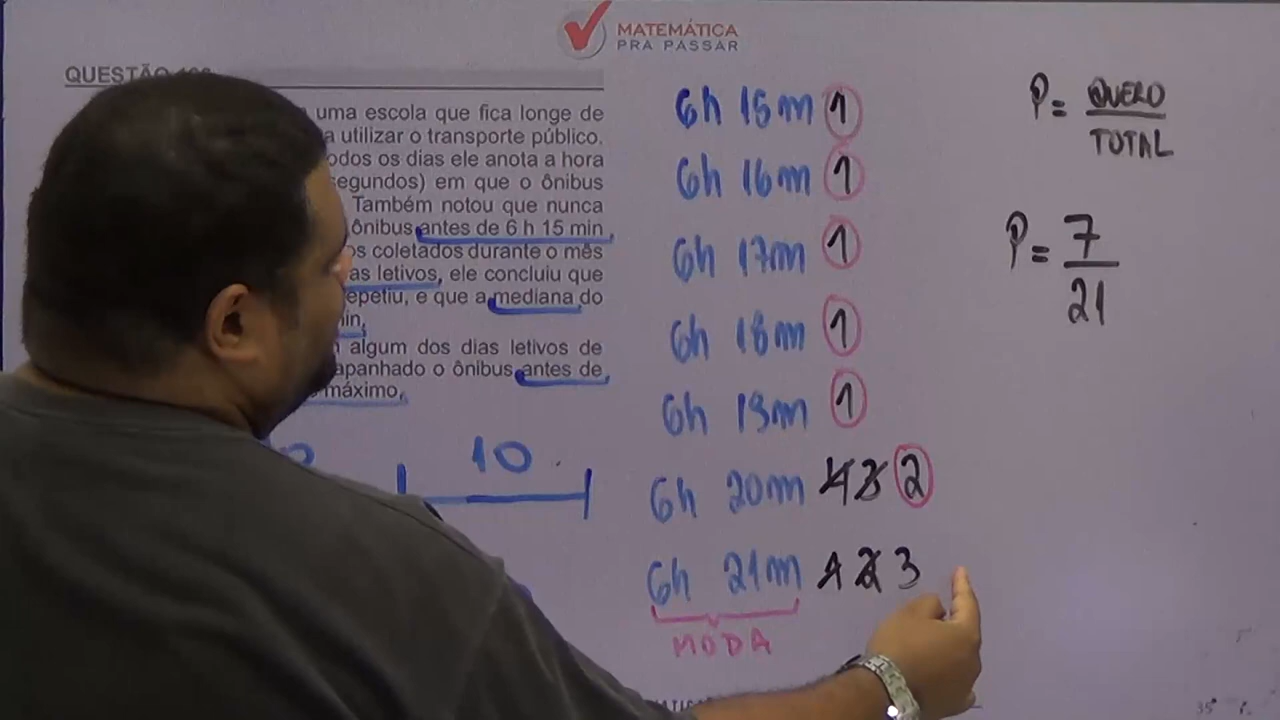 MATEMÁTICA
PRA PASSAR
QUESTÃO
uma escola que fica longe de
a utilizar o transporte público.
odos os dias ele anota a hora
segundos) em que o ônibus
Também notou que nunca
ônibus antes de 6 h 15 min
os coletados durante o mês
as letivos, ele concluiu que
epetiu, e que a mediana do
in,
algum dos dias letivos de
apanhado o ônibus antes de
máximo,
10
6h 15m 1
6h 16m 1
6h 17m 1
6h 18m 1
6h 19m 1
6h 20m 4 3 2
6h 21m 1 2 3
MODA
P = QUERO
TOTAL
P = 7
21